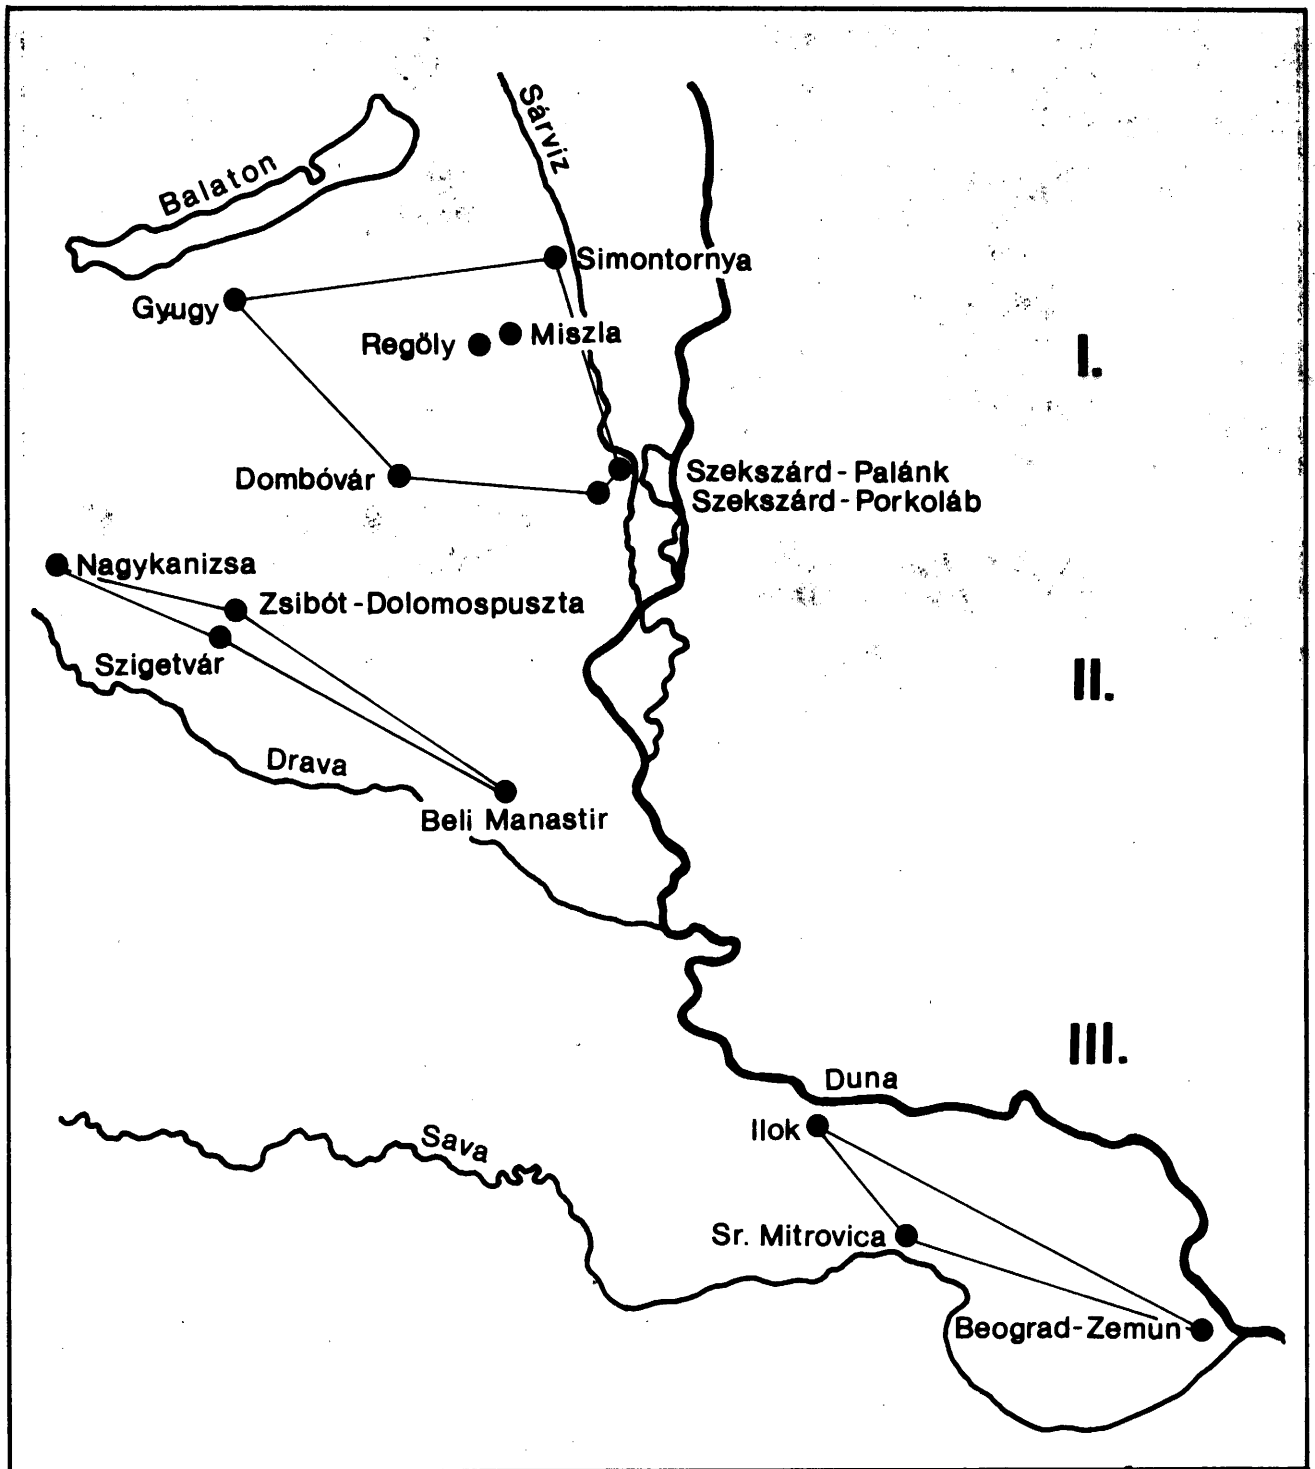 Sárvíz
Balaton
Simontornya
Gyugy
Miszla
Regöly
I.
Dombóvár
Szekszárd-Palánk
Szekszárd-Porkoláb
Nagykanizsa
Zsibót-Dolomospuszta
Szigetvár
II.
Drava
Beli Manastir
III.
Duna
Ilok
Sava
Sr. Mitrovica
Beograd-Zemun